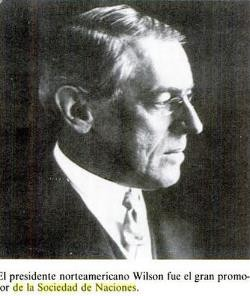 El presidente norteamericano Wilson fue el gran promo-
tor de la Sociedad de Naciones.